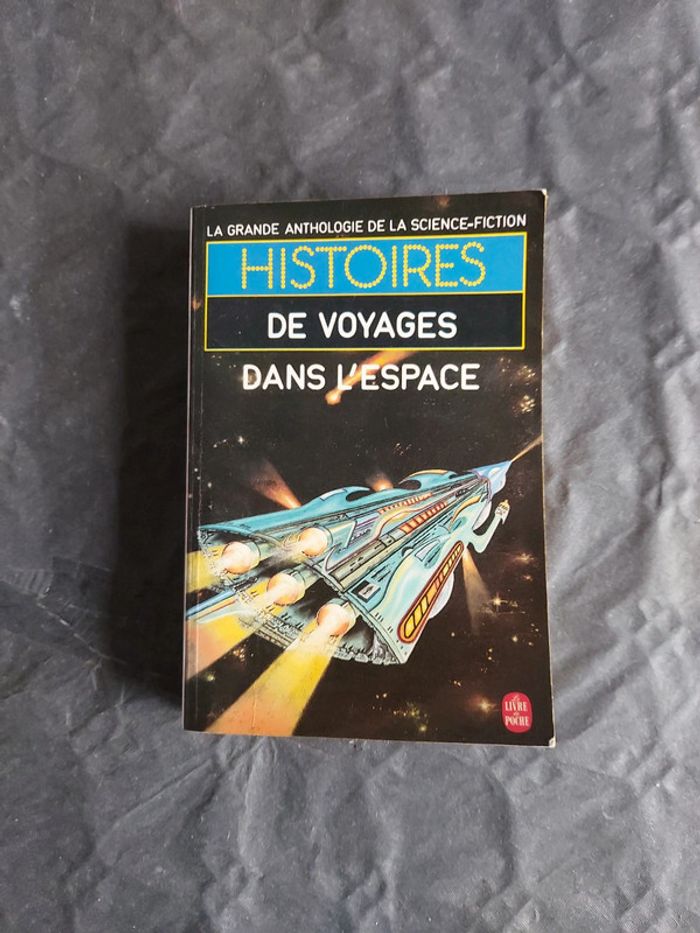 LA GRANDE ANTHOLOGIE DE LA SCIENCE-FICTION
HISTOIRES
DE VOYAGES
DANS L'ESPACE
Le
LIVRE
de
POCHE